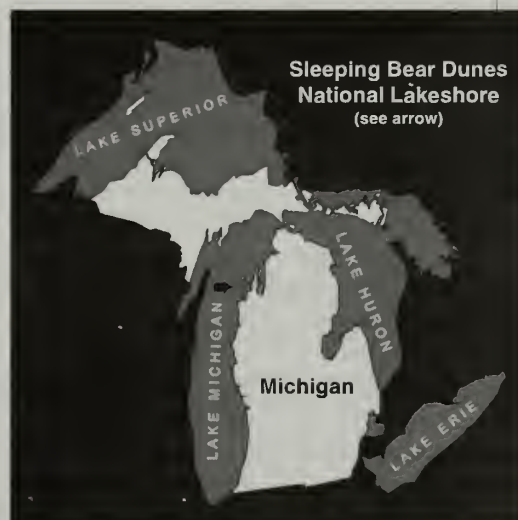 Sleeping Bear Dunes
National Lakeshore
(see arrow)
LAKE SUPERIOR
LAKE HURON
LAKE MICHIGAN
Michigan
LAKE ERIE